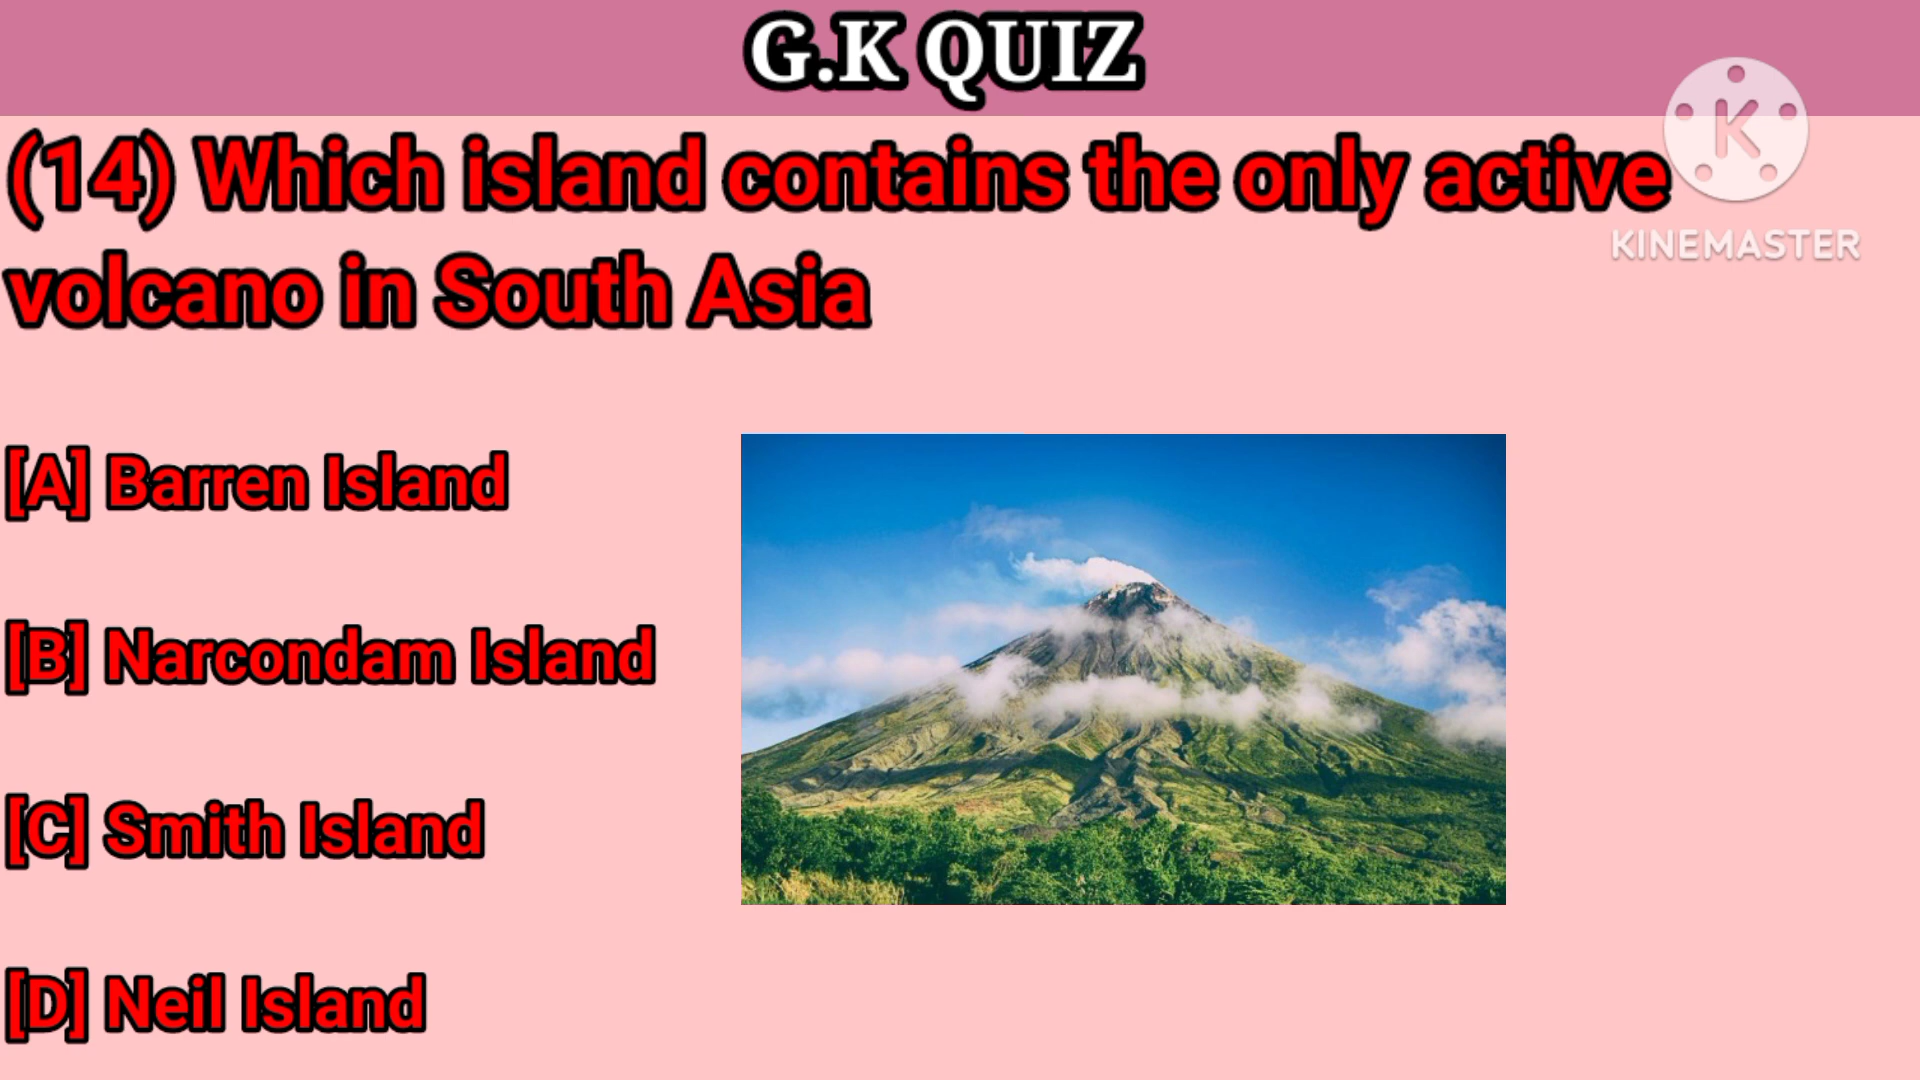 G.K QUIZ
(14) Which island contains the only active
volcano in South Asia
K
KINEMASTER
[A] Barren Island
[B] Narcondam Island
[C] Smith Island
[D] Neil Island